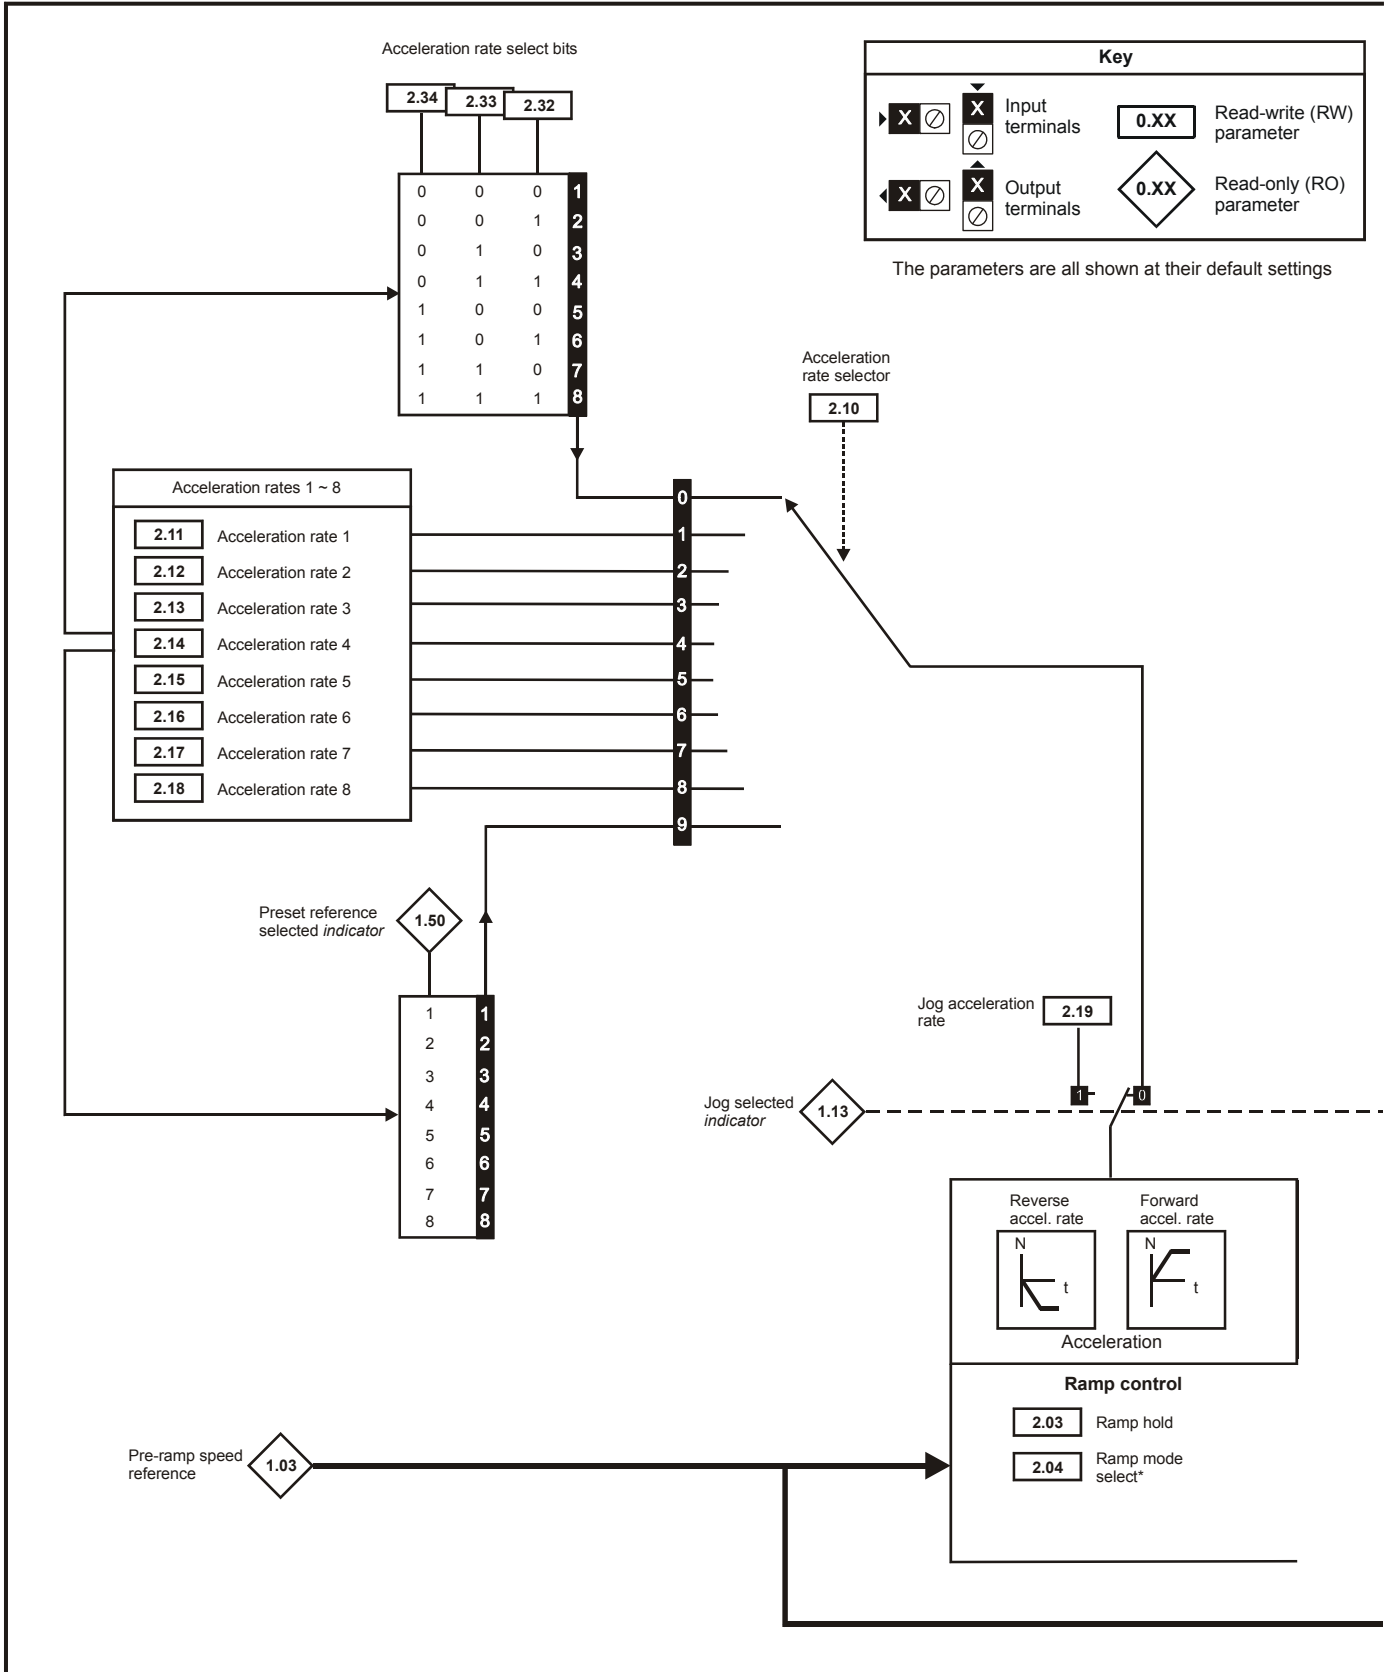 Acceleration rate select bits
2.34 2.33 2.32
0 0 0 1
0 0 1 2
0 1 0 3
0 1 1 4
1 0 0 5
1 0 1 6
1 1 0 7
1 1 1 8
Key
X
X
Input
terminals
0.XX
Read-write (RW)
parameter
X
X
Output
terminals
0.XX
Read-only (RO)
parameter
The parameters are all shown at their default settings
Acceleration
rate selector
2.10
Acceleration rates 1 ~ 8
2.11 Acceleration rate 1
2.12 Acceleration rate 2
2.13 Acceleration rate 3
2.14 Acceleration rate 4
2.15 Acceleration rate 5
2.16 Acceleration rate 6
2.17 Acceleration rate 7
2.18 Acceleration rate 8
0
1
2
3
4
5
6
7
8
9
Preset reference
selected indicator
1.50
1 1
2 2
3 3
4 4
5 5
6 6
7 7
8 8
Jog acceleration
rate
2.19
1 0
Jog selected
indicator
1.13
Reverse
accel. rate
N
t
Forward
accel. rate
N
t
Acceleration
Ramp control
2.03 Ramp hold
2.04 Ramp mode
select*
Pre-ramp speed
reference
1.03